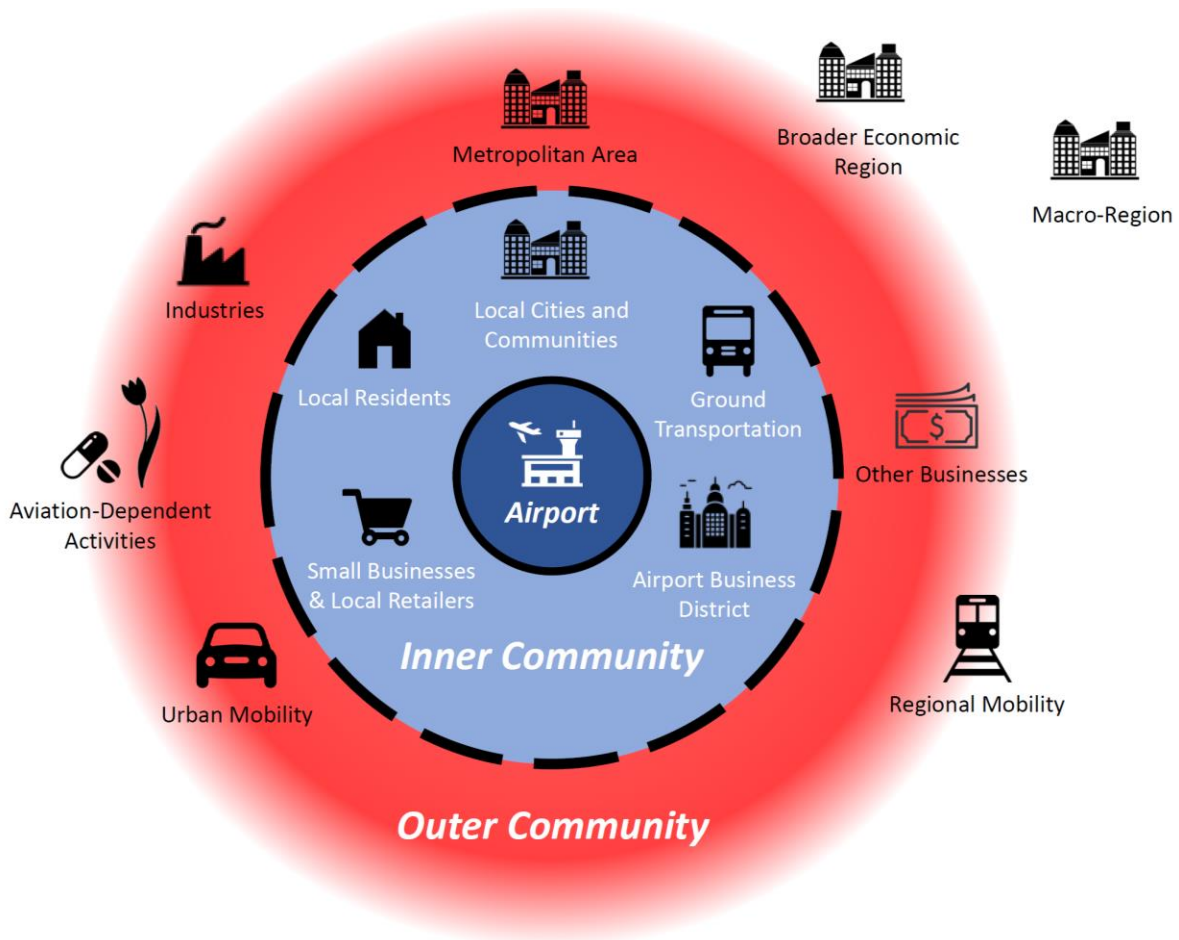 Broader Economic
Region
Metropolitan Area
Macro-Region
Industries
Local Cities and
Communities
Local Residents
Ground
Transportation
Other Businesses
$
Aviation-Dependent
Activities
Airport
Small Businesses
& Local Retailers
Airport Business
District
Inner Community
Urban Mobility
Regional Mobility
Outer Community